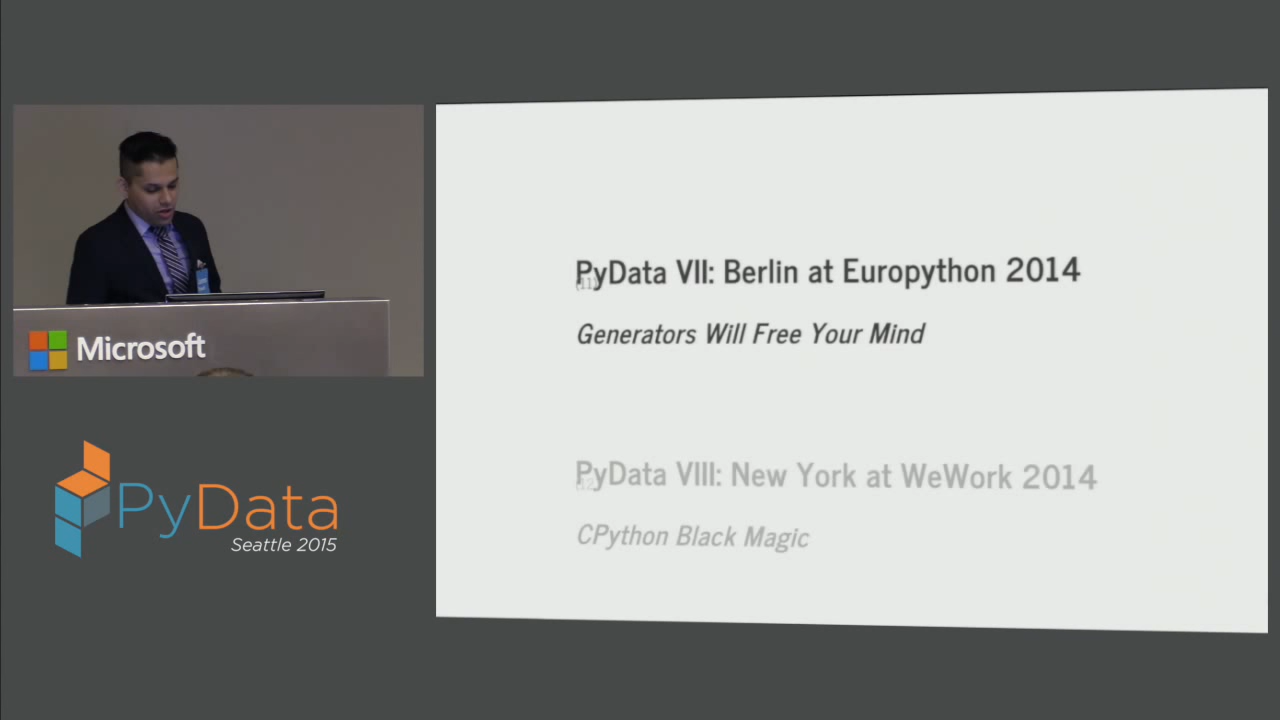 Microsoft
PyData
Seattle 2015
PyData VII: Berlin at Europython 2014
Generators Will Free Your Mind
PyData VIII: New York at WeWork 2014
CPython Black Magic